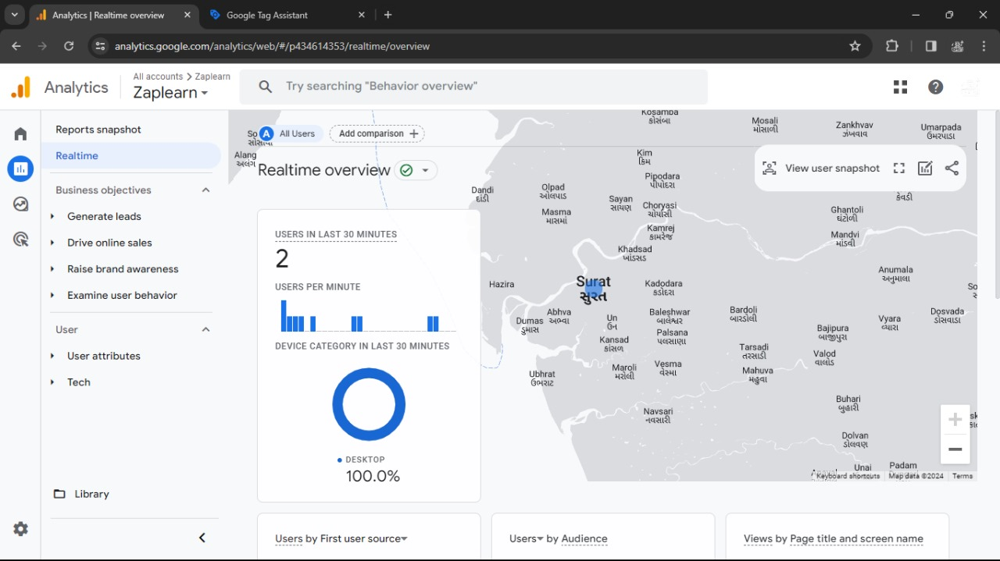 Analytics | Realtime overview
Google Tag Assistant
analytics.google.com/analytics/web/#/p434614353/realtime/overview
Analytics
All accounts > Zaplearn
Zaplearn
Try searching "Behavior overview"
Reports snapshot
Realtime
Business objectives
Generate leads
Drive online sales
Raise brand awareness
Examine user behavior
User
User attributes
Tech
Library
A All Users
Add comparison +
Realtime overview
View user snapshot
USERS IN LAST 30 MINUTES
2
USERS PER MINUTE
DEVICE CATEGORY IN LAST 30 MINUTES
DESKTOP
100.0%
Users by First user source
Users by Audience
Views by Page title and screen name
Kosamba
કોસંબા
Mosali
મોસાલી
Zankhvav
ઝંખવાવ
Umarpada
ઉમરપાડા
Alang
અલંગ
Kim
કિમ
Pipodara
પીપોદરા
Dandi
દાંડી
Olpad
ઓલપાડ
Sayan
સાયણ
Choryasi
ચોર્યાસી
કેવડી
Masma
માસમાં
Ghantoli
ઘંટોલી
Kamrej
કામરેજ
Mandvi
માંડવી
Khadsad
ખાંડસડ
Hazira
Surat
સુરત
Kadodara
કડોદરા
Anumala
અનુમાલા
Abhva
અભ્વા
Dumas
ડુમાસ
Un
ઉન
Baleshwar
બાલેશ્વર
Bardoli
બારડોલી
Vyara
વ્યારા
Dosvada
ડોસવાડા
Kansad
કાંસળ
Palsana
પલસાણા
Bajipura
બાજીપુરા
Tarsadi
તરસાડી
Valod
વાલોડ
Ubhrat
ઉભરાટ
Maroli
મરોલી
Vesma
વેસ્મા
Mahuva
મહુવા
Navsari
નવસારી
Buhari
બુહારી
Dolvan
ડોલવણ
Unai
Padam
Keyboard shortcuts
Map data ©2024
Terms